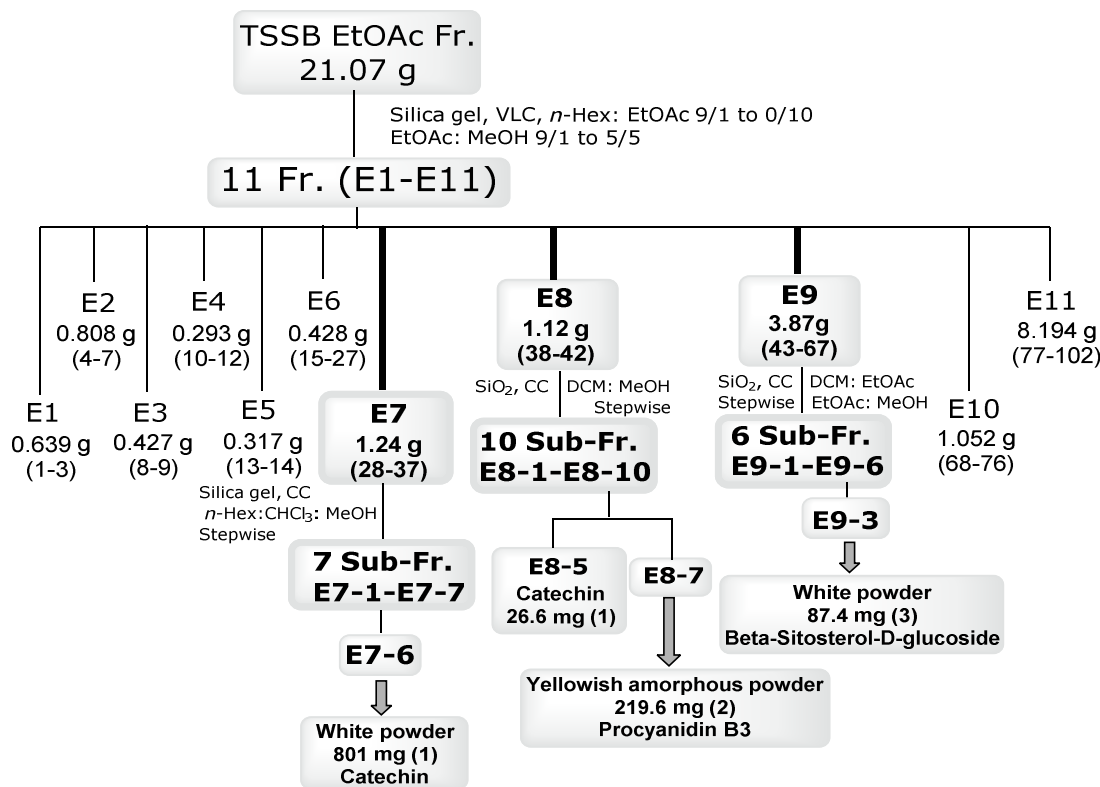 TSSB EtOAc Fr.
21.07 g
Silica gel, VLC, n-Hex: EtOAc 9/1 to 0/10
EtOAc: MeOH 9/1 to 5/5
11 Fr. (E1-E11)
E1
0.639 g
(1-3)
E2
0.808 g
(4-7)
E3
0.427 g
(8-9)
E4
0.293 g
(10-12)
E5
0.317 g
(13-14)
E6
0.428 g
(15-27)
E7
1.24 g
(28-37)
Silica gel, CC
n-Hex:CHCl₃: MeOH
Stepwise
7 Sub-Fr.
E7-1-E7-7
E7-6
White powder
801 mg (1)
Catechin
E8
1.12 g
(38-42)
SiO₂, CC
DCM: MeOH
Stepwise
10 Sub-Fr.
E8-1-E8-10
E8-5
Catechin
26.6 mg (1)
E8-7
Yellowish amorphous powder
219.6 mg (2)
Procyanidin B3
E9
3.87g
(43-67)
SiO₂, CC
Stepwise
DCM: EtOAc
EtOAc: MeOH
6 Sub-Fr.
E9-1-E9-6
E9-3
White powder
87.4 mg (3)
Beta-Sitosterol-D-glucoside
E10
1.052 g
(68-76)
E11
8.194 g
(77-102)